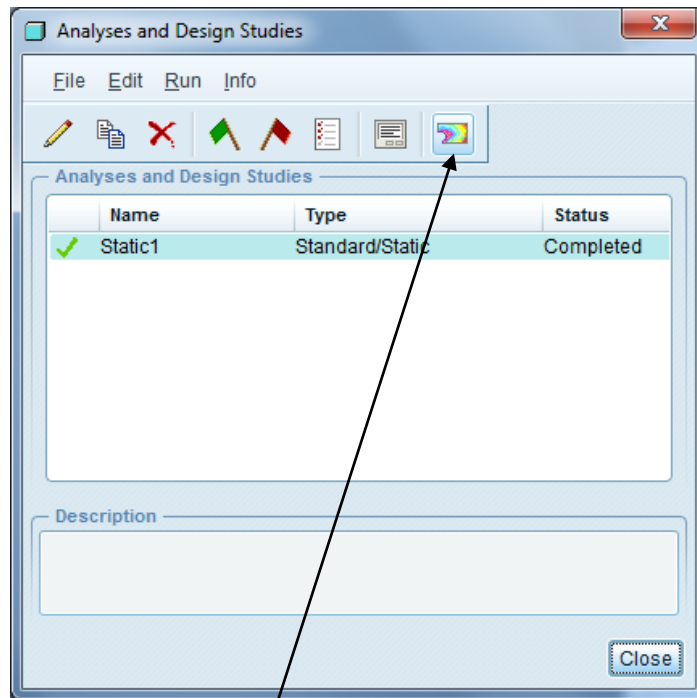 Analyses and Design Studies
File Edit Run Info
Analyses and Design Studies
Name Type Status
Static1 Standard/Static Completed
Description
Close